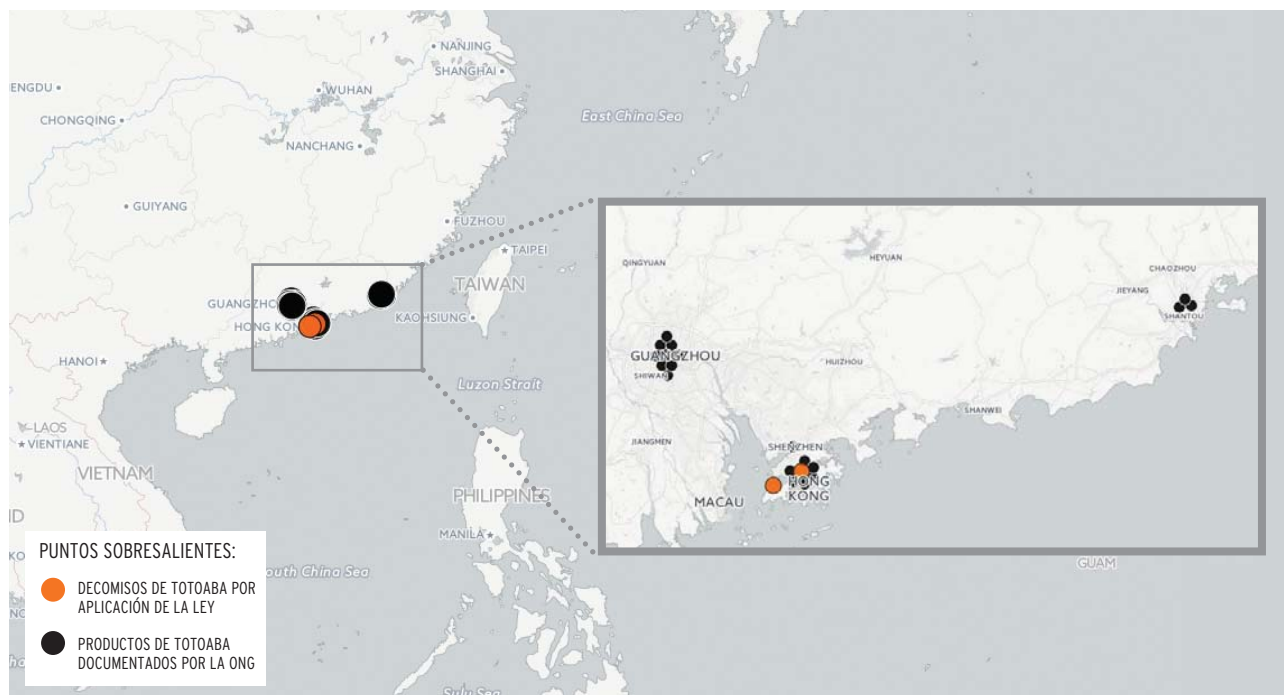 NANJING
SHANGHAI
ENGDU
WUHAN
CHONGQING
East China Sea
NANCHANG
GUIYANG
FUZHOU
TAIPEI
TAIWAN
GUANGZHO
HONG KON
KAOHSIUNG
HANOI
Luzon Strait
LAOS
VIENTIANE
VIETNAM
PHILIPPINES
MANILA
outh China Sea
GUAM
Sulu Sea
QINGYUAN
HEYUAN
CHAOZHOU
JIEYANG
SHANTOU
GUANGZHOU
SHIWAN
HUIZHOU
SHANWEI
JIANGMEN
SHENZHEN
HONG
KONG
MACAU
PUNTOS SOBRESALIENTES:
DECOMISOS DE TOTOABA POR
APLICACIÓN DE LA LEY
PRODUCTOS DE TOTOABA
DOCUMENTADOS POR LA ONG